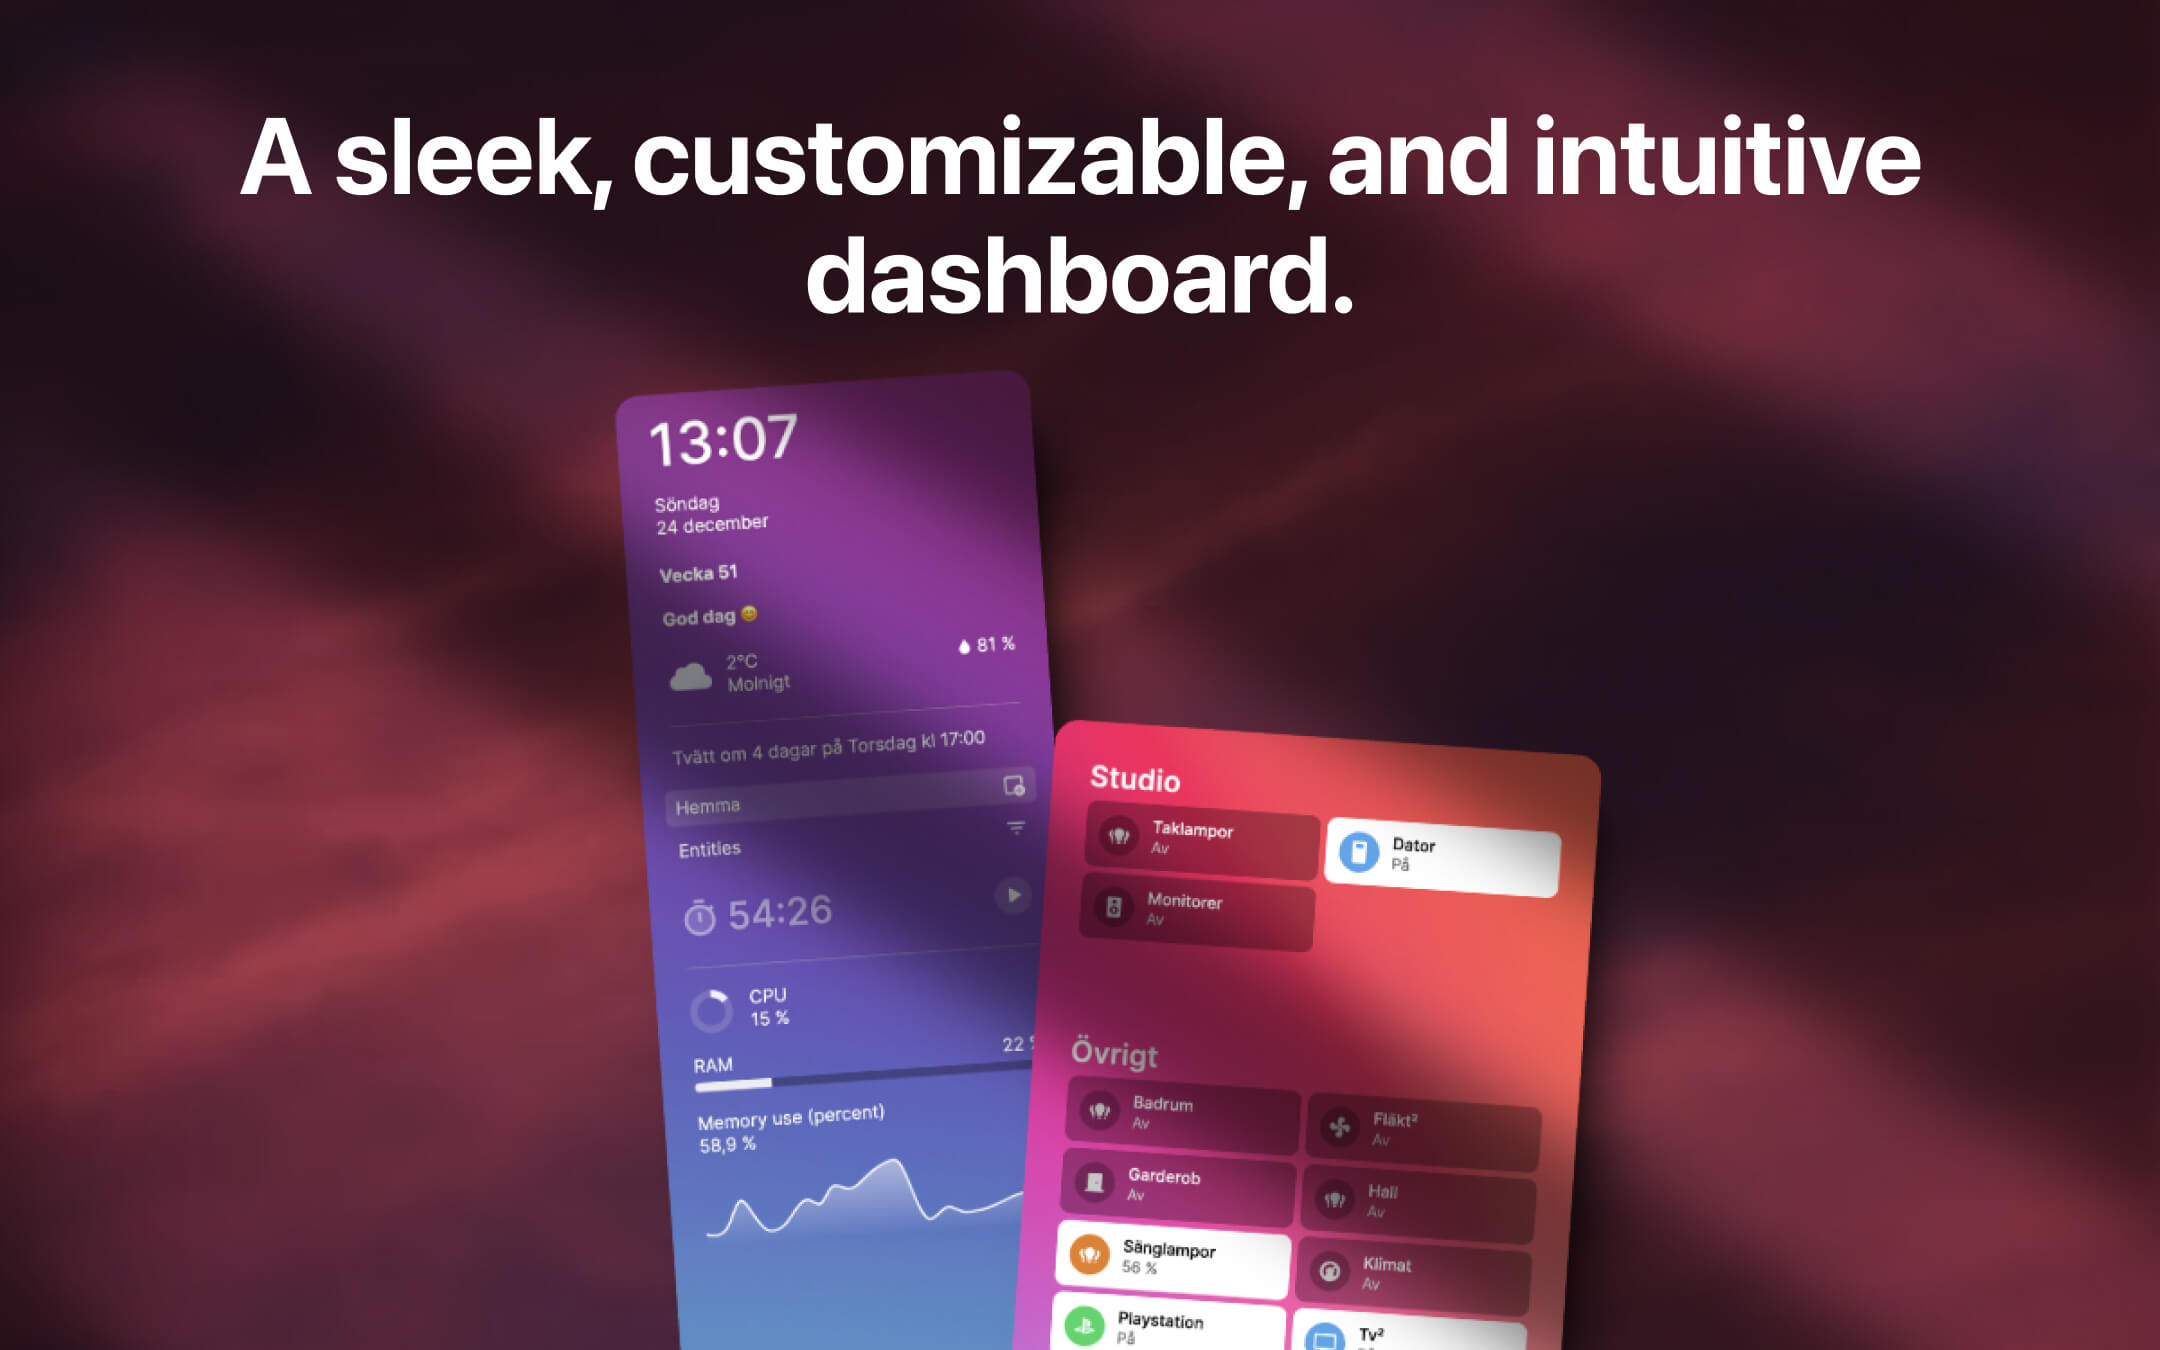 A sleek, customizable, and intuitive
dashboard.
13:07
Söndag
24 december
Vecka 51
God dag 😊
2°C
Molnigt
81 %
Tvätt om 4 dagar på Torsdag kl 17:00
Hemma
Entities
54:26
CPU
15 %
RAM
22
Memory use (percent)
58,9 %
Studio
Taklampor
Av
Dator
På
Monitorer
Av
Övrigt
Badrum
Av
Fläkt²
Av
Garderob
Av
Hall
Av
Sänglampor
56 %
Klimat
Av
Playstation
På
Tv²